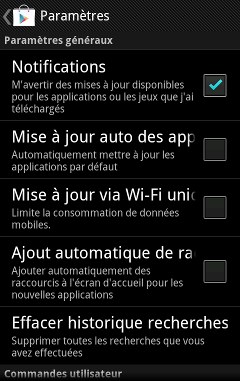 Paramètres
Paramètres généraux
Notifications
M'avertir des mises à jour disponibles
pour les applications ou les jeux que j'ai
téléchargés
Mise à jour auto des app
Automatiquement mettre à jour les
applications par défaut
Mise à jour via Wi-Fi unic
Limite la consommation de données
mobiles.
Ajout automatique de ra
Ajouter automatiquement des
raccourcis à l'écran d'accueil pour les
nouvelles applications
Effacer historique recherches
Supprimer toutes les recherches que vous
avez effectuées
Commandes utilisateur